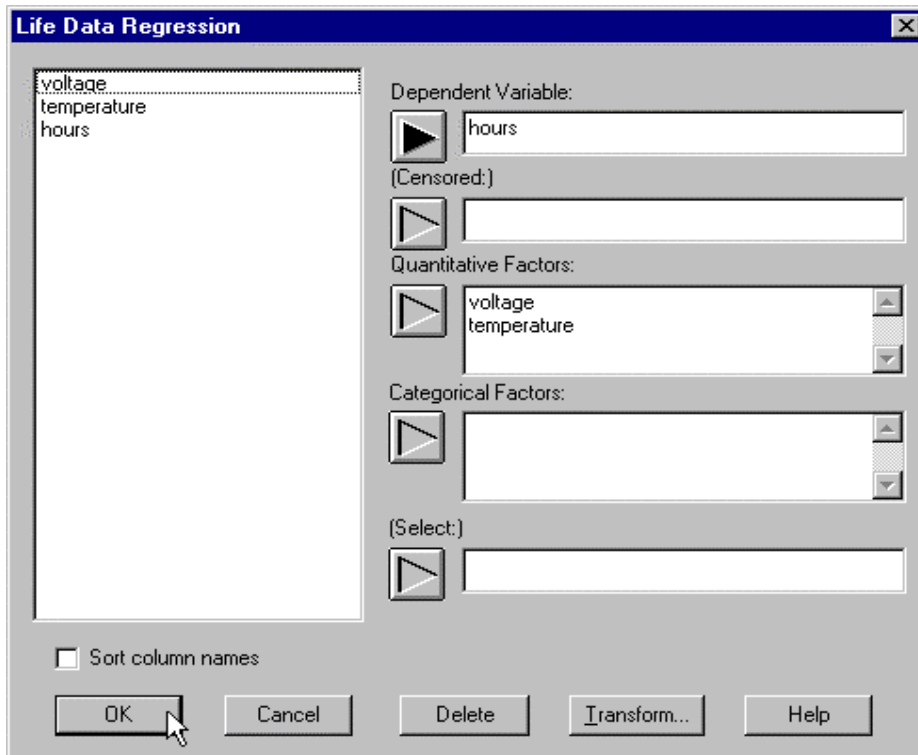 Life Data Regression
voltage
temperature
hours
Dependent Variable:
hours
(Censored:)
Quantitative Factors:
voltage
temperature
Categorical Factors:
(Select:)
Sort column names
OK
Cancel
Delete
Transform...
Help